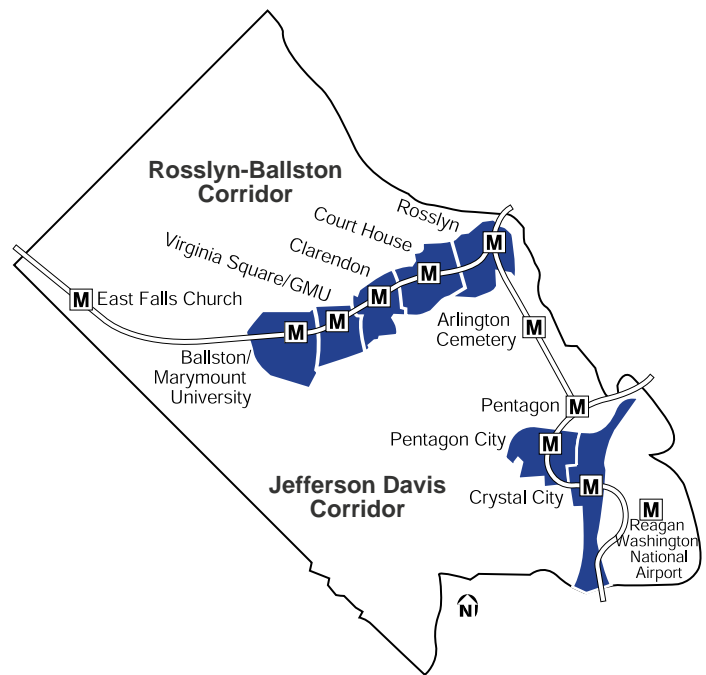 Rosslyn-Ballston
Corridor
Rosslyn
Court House
Clarendon
Virginia Square/GMU
M
M
M
M
M
M
East Falls Church
Ballston/
Marymount
University
M
Arlington
Cemetery
M
Pentagon
M
Pentagon City
M
Crystal City
Jefferson Davis
Corridor
M
Reagan
Washington
National
Airport
N